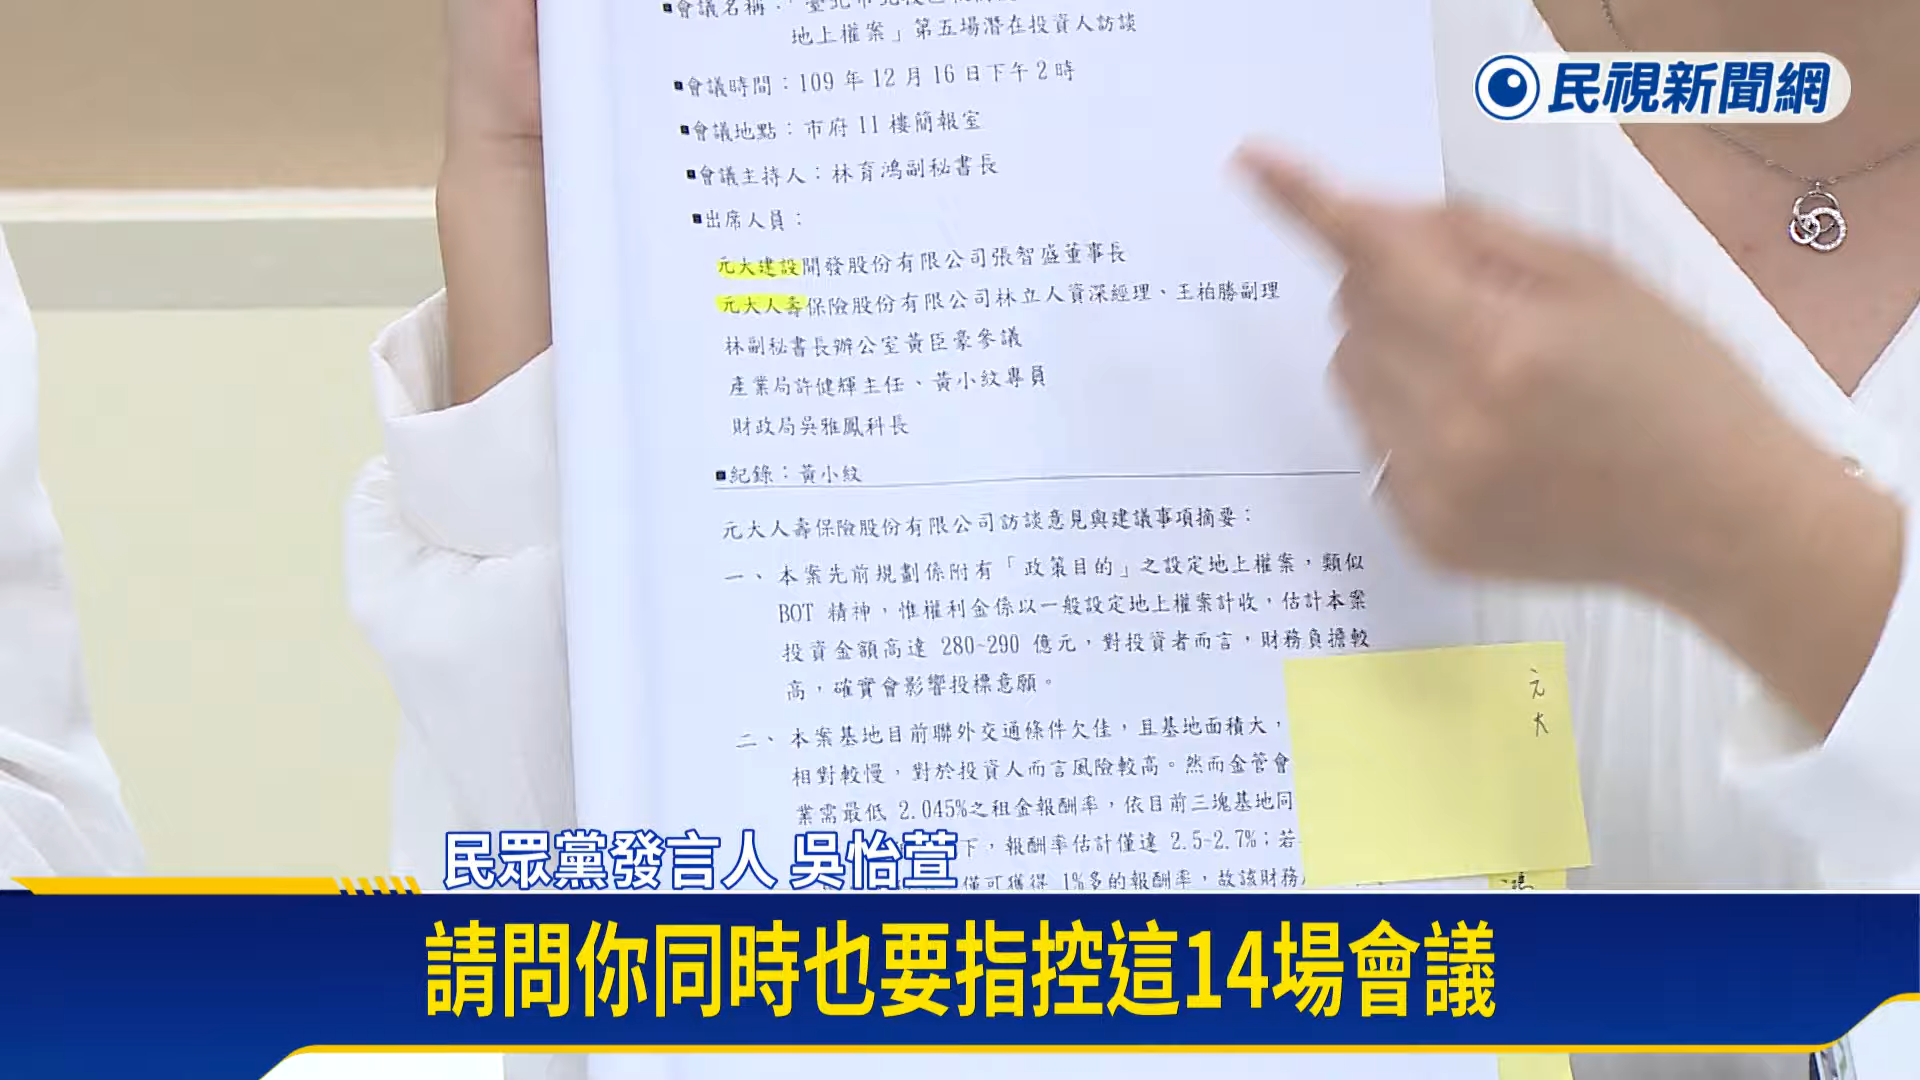 ■會議名稱：「臺北市北投區
地上權案」第五場潛在投資人訪談
■會議時間：109 年 12 月 16 日下午 2 時
■會議地點：市府 11 樓簡報室
■會議主持人：林育鴻副秘書長
■出席人員：
元大建設開發股份有限公司張智盛董事長
元大人壽保險股份有限公司林立人資深經理、王柏勝副理
林副秘書長辦公室黃臣豪參議
產業局許健輝主任、黃小紋專員
財政局吳雅鳳科長
■紀錄：黃小紋
元大人壽保險股份有限公司訪談意見與建議事項摘要：
一、本案先前規劃係附有「政策目的」之設定地上權案，類似
BOT 精神，惟權利金係以一般設定地上權案計收，估計本案
投資金額高達 280~290 億元，對投資者而言，財務負擔較
高，確實會影響投標意願。
二、本案基地目前聯外交通條件欠佳，且基地面積大，
相對較慢，對於投資人而言風險較高。然而金管會
業需最低 2.045%之租金報酬率，依目前三塊基地同
下，報酬率估計僅達 2.5~2.7%；若
僅可獲得 1%多的報酬率，故該財務
元大
民視新聞網
民眾黨發言人 吳怡萱
請問你同時也要指控這14場會議